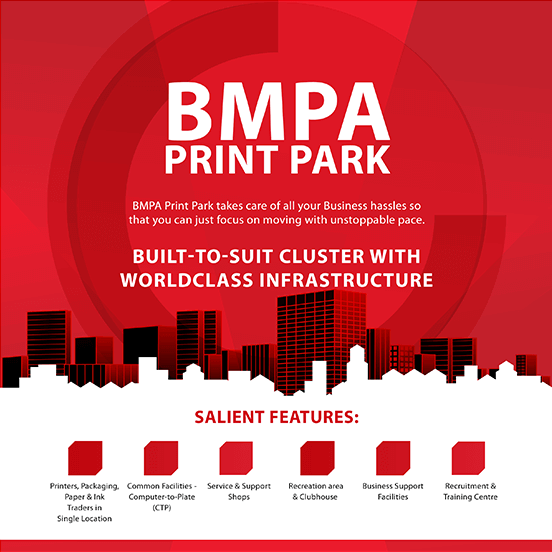 BMPA
PRINT PARK
BMPA Print Park takes care of all your Business hassles so
that you can just focus on moving with unstoppable pace.
BUILT-TO-SUIT CLUSTER WITH
WORLDCLASS INFRASTRUCTURE
SALIENT FEATURES:
Printers, Packaging,
Paper & Ink
Traders in
Single Location
Common Facilities -
Computer-to-Plate
(CTP)
Service & Support
Shops
Recreation area
& Clubhouse
Business Support
Facilities
Recruitment &
Training Centre